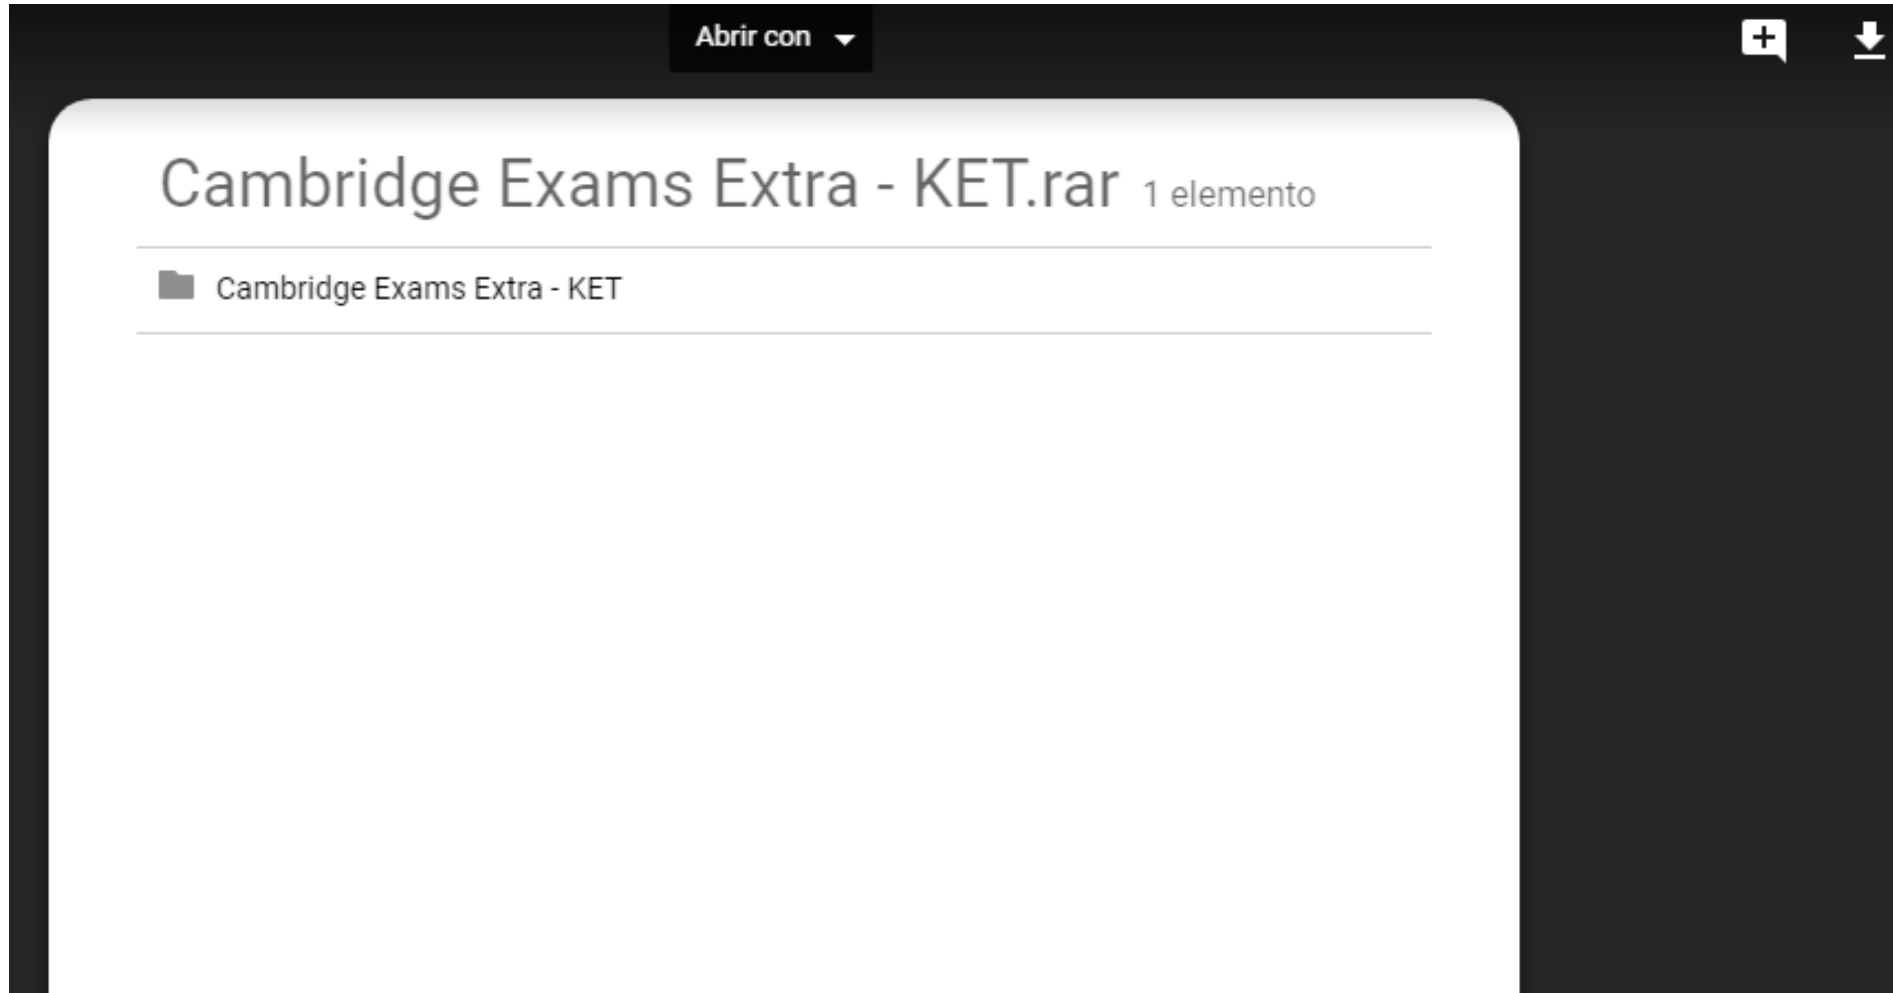 Abrir con
Cambridge Exams Extra - KET.rar 1 elemento
Cambridge Exams Extra - KET